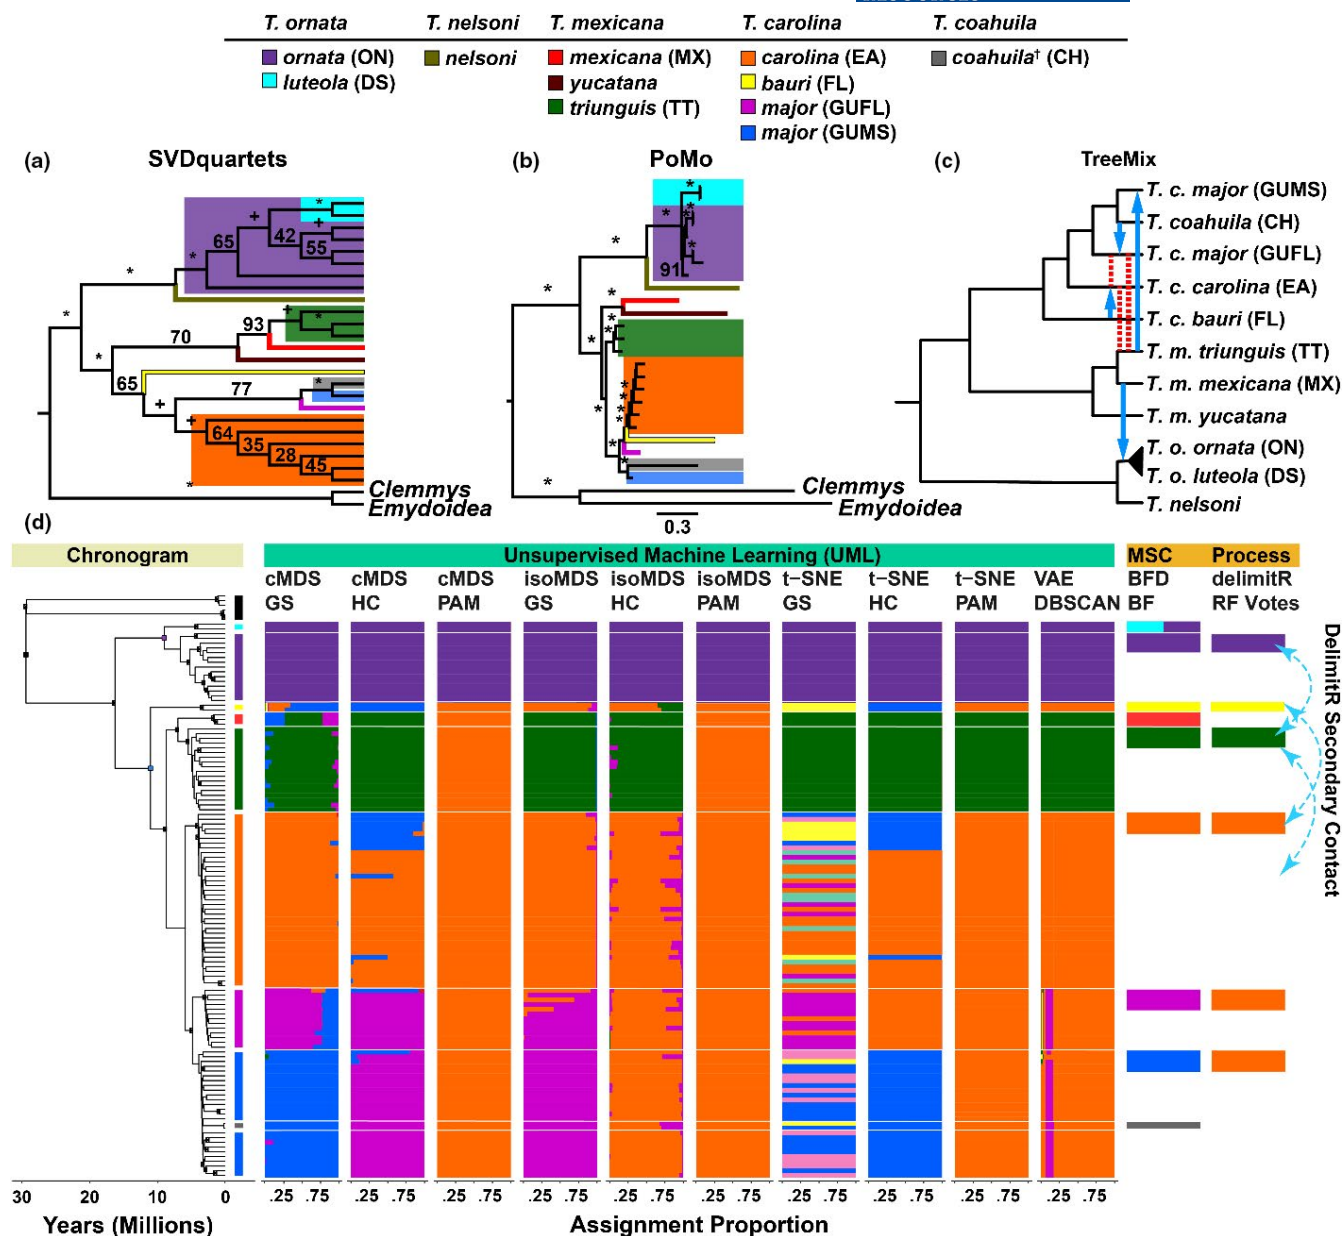 T. ornata T. nelsoni T. mexicana T. carolina T. coahuila
ornata (ON) nelsoni mexicana (MX) carolina (EA) coahuila† (CH)
luteola (DS) yucatana bauri (FL)
triunguis (TT) major (GUFL)
major (GUMS)
(a) SVDquartets
*
+ +
65 42 55
*
*
*
+
93 *
70
*
65 77 *
+
+
64
35
28
45
*
Clemmys
Emydoidea
(b) PoMo
*
* * *
* *
91
*
*
*
*
*
*
*
*
*
*
*
*
*
Clemmys
Emydoidea
0.3
(c) TreeMix
T. c. major (GUMS)
T. coahuila (CH)
T. c. major (GUFL)
T. c. carolina (EA)
T. c. bauri (FL)
T. m. triunguis (TT)
T. m. mexicana (MX)
T. m. yucatana
T. o. ornata (ON)
T. o. luteola (DS)
T. nelsoni
(d)
Chronogram Unsupervised Machine Learning (UML) MSC Process
cMDS cMDS cMDS isoMDS isoMDS isoMDS t-SNE t-SNE t-SNE VAE BFD delimitR
GS HC PAM GS HC PAM GS HC PAM DBSCAN BF RF Votes
DelimitR Secondary Contact
30 20 10 0 .25 .75 .25 .75 .25 .75 .25 .75 .25 .75 .25 .75 .25 .75 .25 .75 .25 .75 .25 .75
Years (Millions) Assignment Proportion